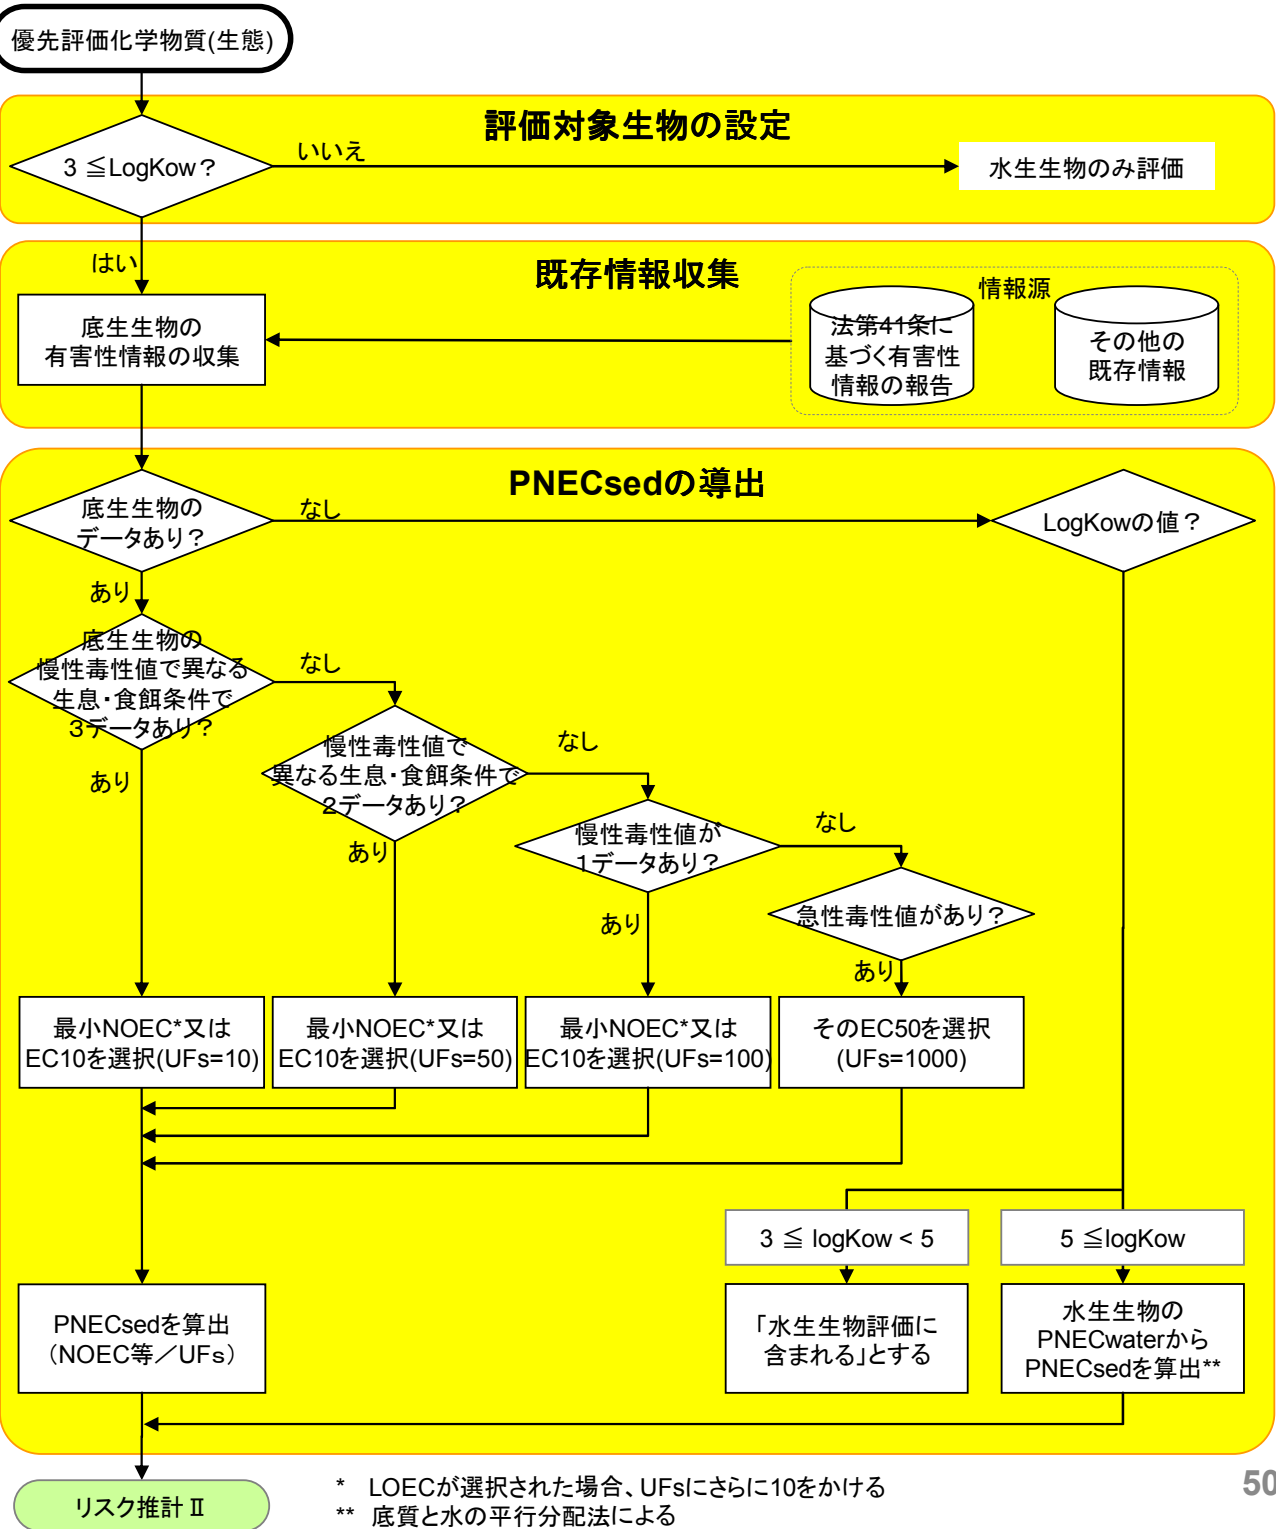 優先評価化学物質(生態)
評価対象生物の設定
3 ≦LogKow？
いいえ
水生生物のみ評価
はい
既存情報収集
底生生物の
有害性情報の収集
情報源
法第41条に
基づく有害性
情報の報告
その他の
既存情報
PNECsedの導出
底生生物の
データあり？
なし
LogKowの値？
あり
底生生物の
慢性毒性値で異なる
生息・食餌条件で
３データあり？
なし
あり
慢性毒性値で
異なる生息・食餌条件で
２データあり？
なし
あり
慢性毒性値が
１データあり？
なし
あり
急性毒性値があり？
あり
最小NOEC*又は
EC10を選択(UFs=10)
最小NOEC*又は
EC10を選択(UFs=50)
最小NOEC*又は
EC10を選択(UFs=100)
そのEC50を選択
(UFs=1000)
3 ≦ logKow < 5
5 ≦logKow
PNECsedを算出
（NOEC等／UFs）
「水生生物評価に
含まれる」とする
水生生物の
PNECwaterから
PNECsedを算出**
リスク推計Ⅱ
* LOECが選択された場合、UFsにさらに10をかける
** 底質と水の平行分配法による
50